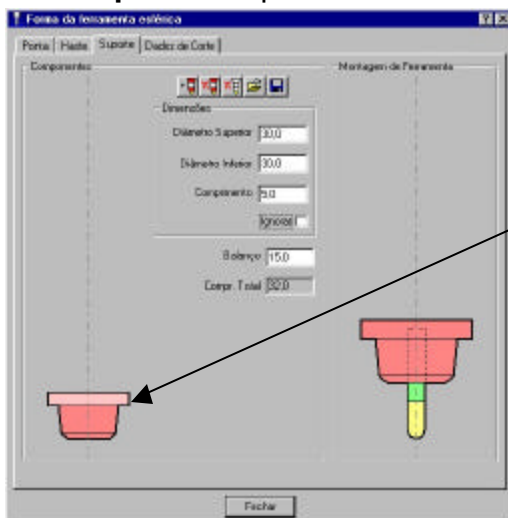 Forma da ferramenta esférica
Ponta Haste Suporte Dados de Corte
Componentes
Montagem de Ferramenta
Dimensões
Diâmetro Superior 30,0
Diâmetro Inferior 30,0
Comprimento 5,0
Ignorar
Balanço 15,0
Compr. Total 32,0
Fechar